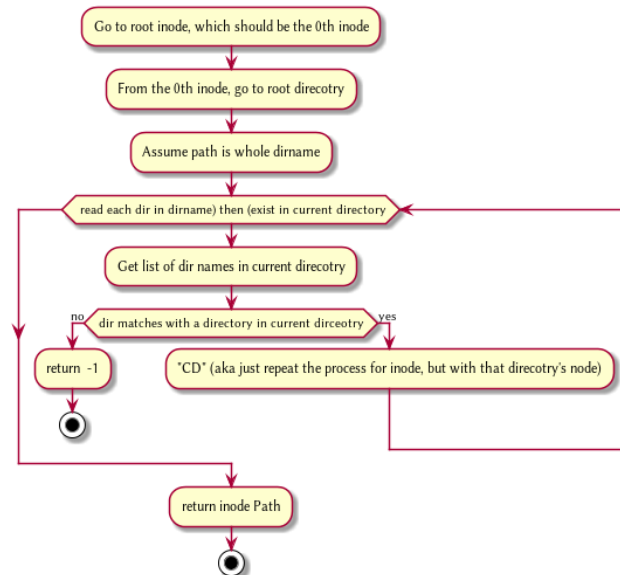 Go to root inode, which should be the 0th inode
From the 0th inode, go to root direcotry
Assume path is whole dirname
read each dir in dirname) then (exist in current directory
Get list of dir names in current direcotry
no
dir matches with a directory in current dirceotry
yes
return -1
"CD" (aka just repeat the process for inode, but with that direcotry's node)
return inode Path